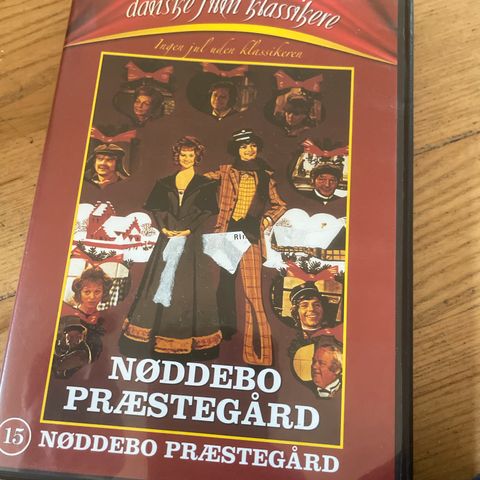 danske film klassikere
Ingen jul uden klassikeren
NØDDEBO
PRÆSTEGÅRD
15 NØDDEBO PRÆSTEGÅRD